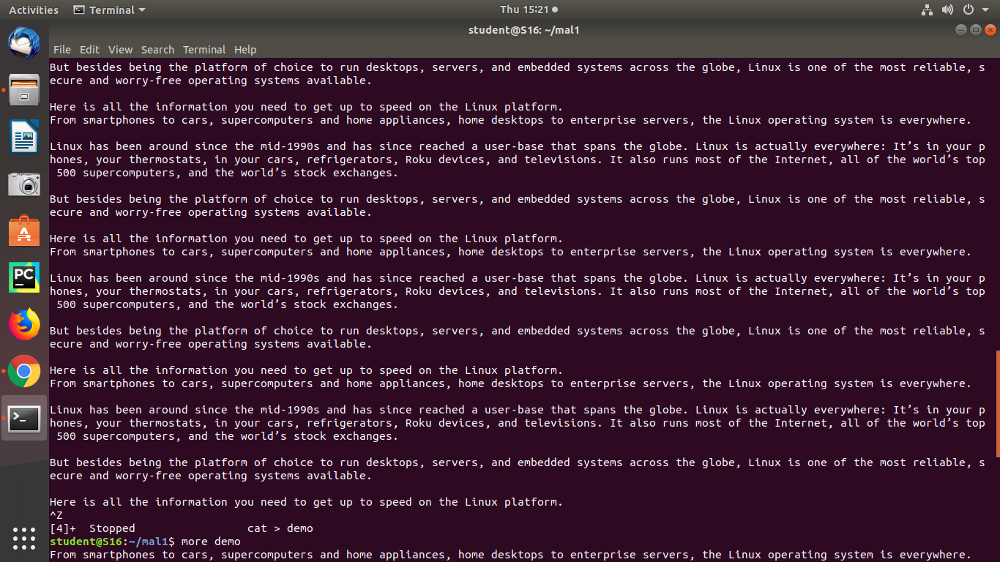 Activities Terminal Thu 15:21
student@S16: ~/mal1
File Edit View Search Terminal Help
But besides being the platform of choice to run desktops, servers, and embedded systems across the globe, Linux is one of the most reliable, s
ecure and worry-free operating systems available.
Here is all the information you need to get up to speed on the Linux platform.
From smartphones to cars, supercomputers and home appliances, home desktops to enterprise servers, the Linux operating system is everywhere.
Linux has been around since the mid-1990s and has since reached a user-base that spans the globe. Linux is actually everywhere: It’s in your p
hones, your thermostats, in your cars, refrigerators, Roku devices, and televisions. It also runs most of the Internet, all of the world’s top
 500 supercomputers, and the world’s stock exchanges.
But besides being the platform of choice to run desktops, servers, and embedded systems across the globe, Linux is one of the most reliable, s
ecure and worry-free operating systems available.
Here is all the information you need to get up to speed on the Linux platform.
From smartphones to cars, supercomputers and home appliances, home desktops to enterprise servers, the Linux operating system is everywhere.
Linux has been around since the mid-1990s and has since reached a user-base that spans the globe. Linux is actually everywhere: It’s in your p
hones, your thermostats, in your cars, refrigerators, Roku devices, and televisions. It also runs most of the Internet, all of the world’s top
 500 supercomputers, and the world’s stock exchanges.
But besides being the platform of choice to run desktops, servers, and embedded systems across the globe, Linux is one of the most reliable, s
ecure and worry-free operating systems available.
Here is all the information you need to get up to speed on the Linux platform.
From smartphones to cars, supercomputers and home appliances, home desktops to enterprise servers, the Linux operating system is everywhere.
Linux has been around since the mid-1990s and has since reached a user-base that spans the globe. Linux is actually everywhere: It’s in your p
hones, your thermostats, in your cars, refrigerators, Roku devices, and televisions. It also runs most of the Internet, all of the world’s top
 500 supercomputers, and the world’s stock exchanges.
But besides being the platform of choice to run desktops, servers, and embedded systems across the globe, Linux is one of the most reliable, s
ecure and worry-free operating systems available.
Here is all the information you need to get up to speed on the Linux platform.
^Z
[4]+  Stopped                 cat > demo
student@S16:~/mal1$ more demo
From smartphones to cars, supercomputers and home appliances, home desktops to enterprise servers, the Linux operating system is everywhere.
PC